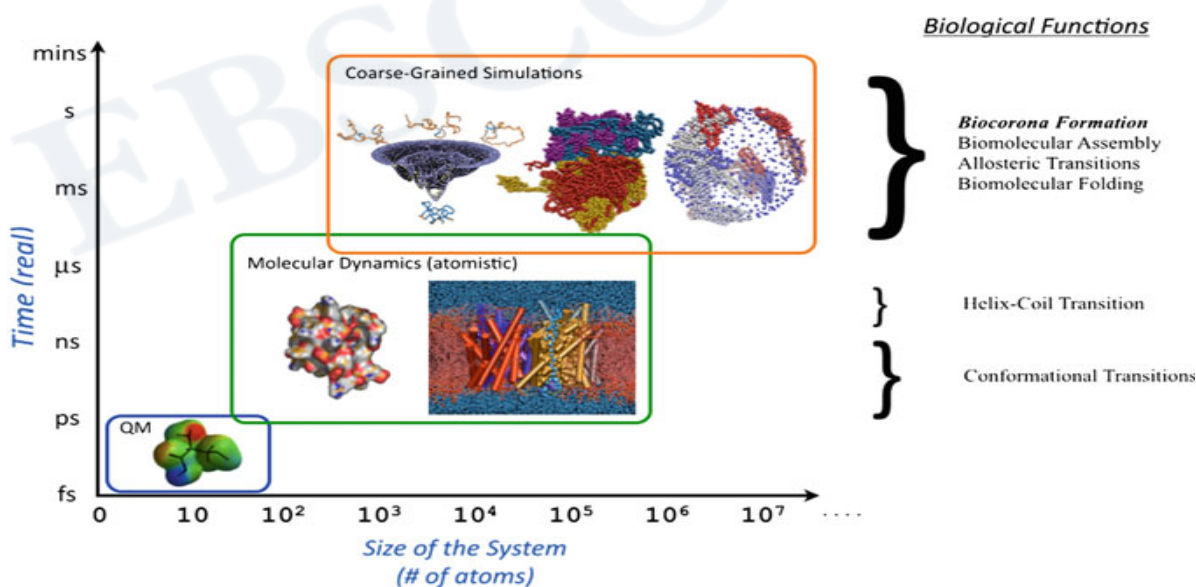 EBSCO
Biological Functions
mins
s
ms
μs
ns
ps
fs
Time (real)
Coarse-Grained Simulations
Molecular Dynamics (atomistic)
QM
Biocorona Formation
Biomolecular Assembly
Allosteric Transitions
Biomolecular Folding
Helix-Coil Transition
Conformational Transitions
0 10 10² 10³ 10⁴ 10⁵ 10⁶ 10⁷ ....
Size of the System
(# of atoms)